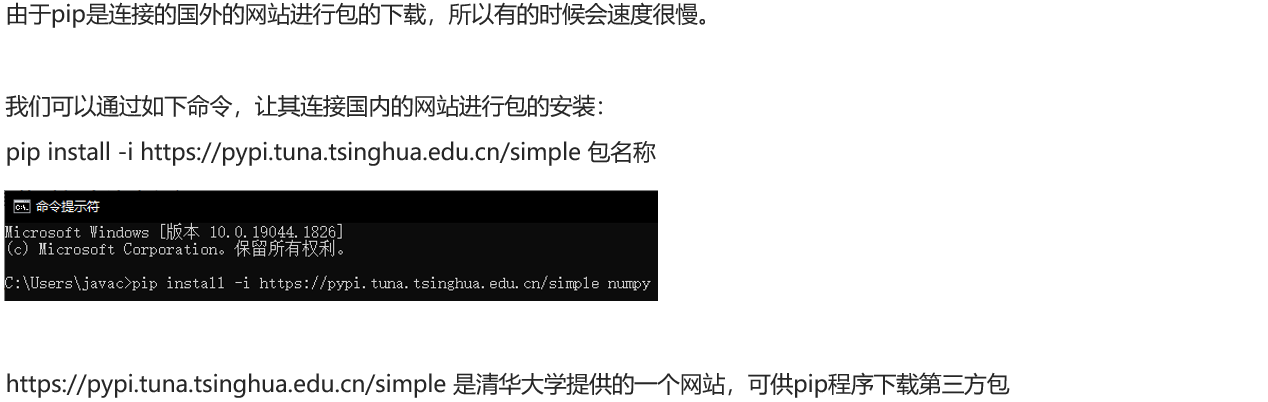 由于pip是连接的国外的网站进行包的下载，所以有的时候会速度很慢。
我们可以通过如下命令，让其连接国内的网站进行包的安装：
pip install -i https://pypi.tuna.tsinghua.edu.cn/simple 包名称
命令提示符
Microsoft Windows [版本 10.0.19044.1826]
(c) Microsoft Corporation。保留所有权利。
C:\Users\javac>pip install -i https://pypi.tuna.tsinghua.edu.cn/simple numpy
https://pypi.tuna.tsinghua.edu.cn/simple 是清华大学提供的一个网站，可供pip程序下载第三方包